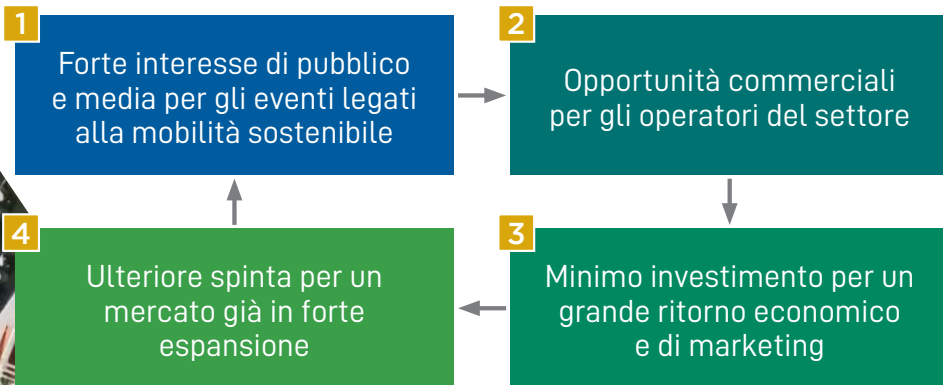 1
Forte interesse di pubblico
e media per gli eventi legati
alla mobilità sostenibile
2
Opportunità commerciali
per gli operatori del settore
3
Minimo investimento per un
grande ritorno economico
e di marketing
4
Ulteriore spinta per un
mercato già in forte
espansione